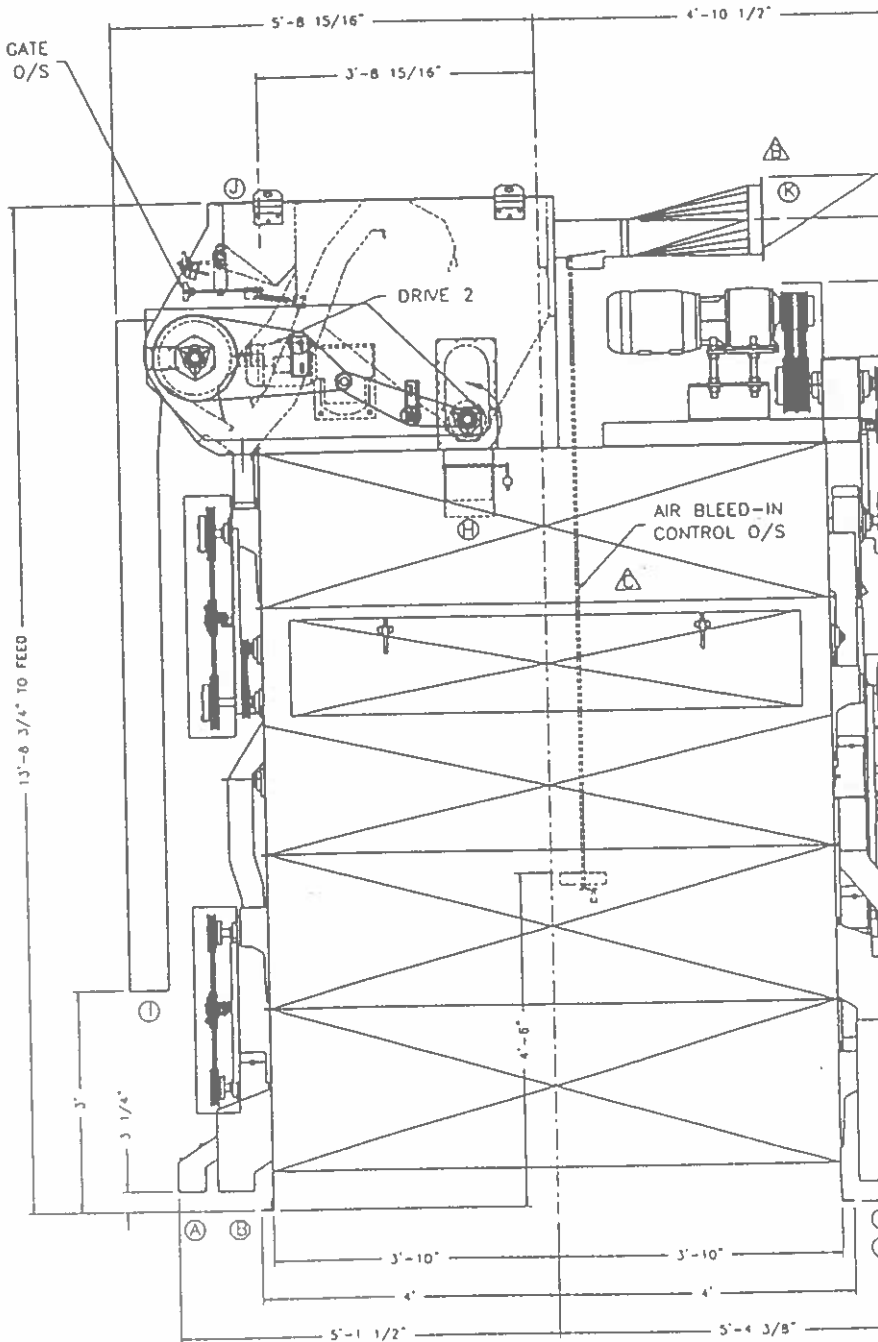 5'-8 15/16"
4'-10 1/2"
GATE
O/S
3'-8 15/16"
B
J
K
DRIVE 2
AIR BLEED-IN
CONTROL O/S
H
C
13'-8 3/4" TO FEED
I
4'-6"
3'
3 1/4"
A
B
3'-10"
3'-10"
4'
4'
5'-1 1/2"
5'-4 3/8"